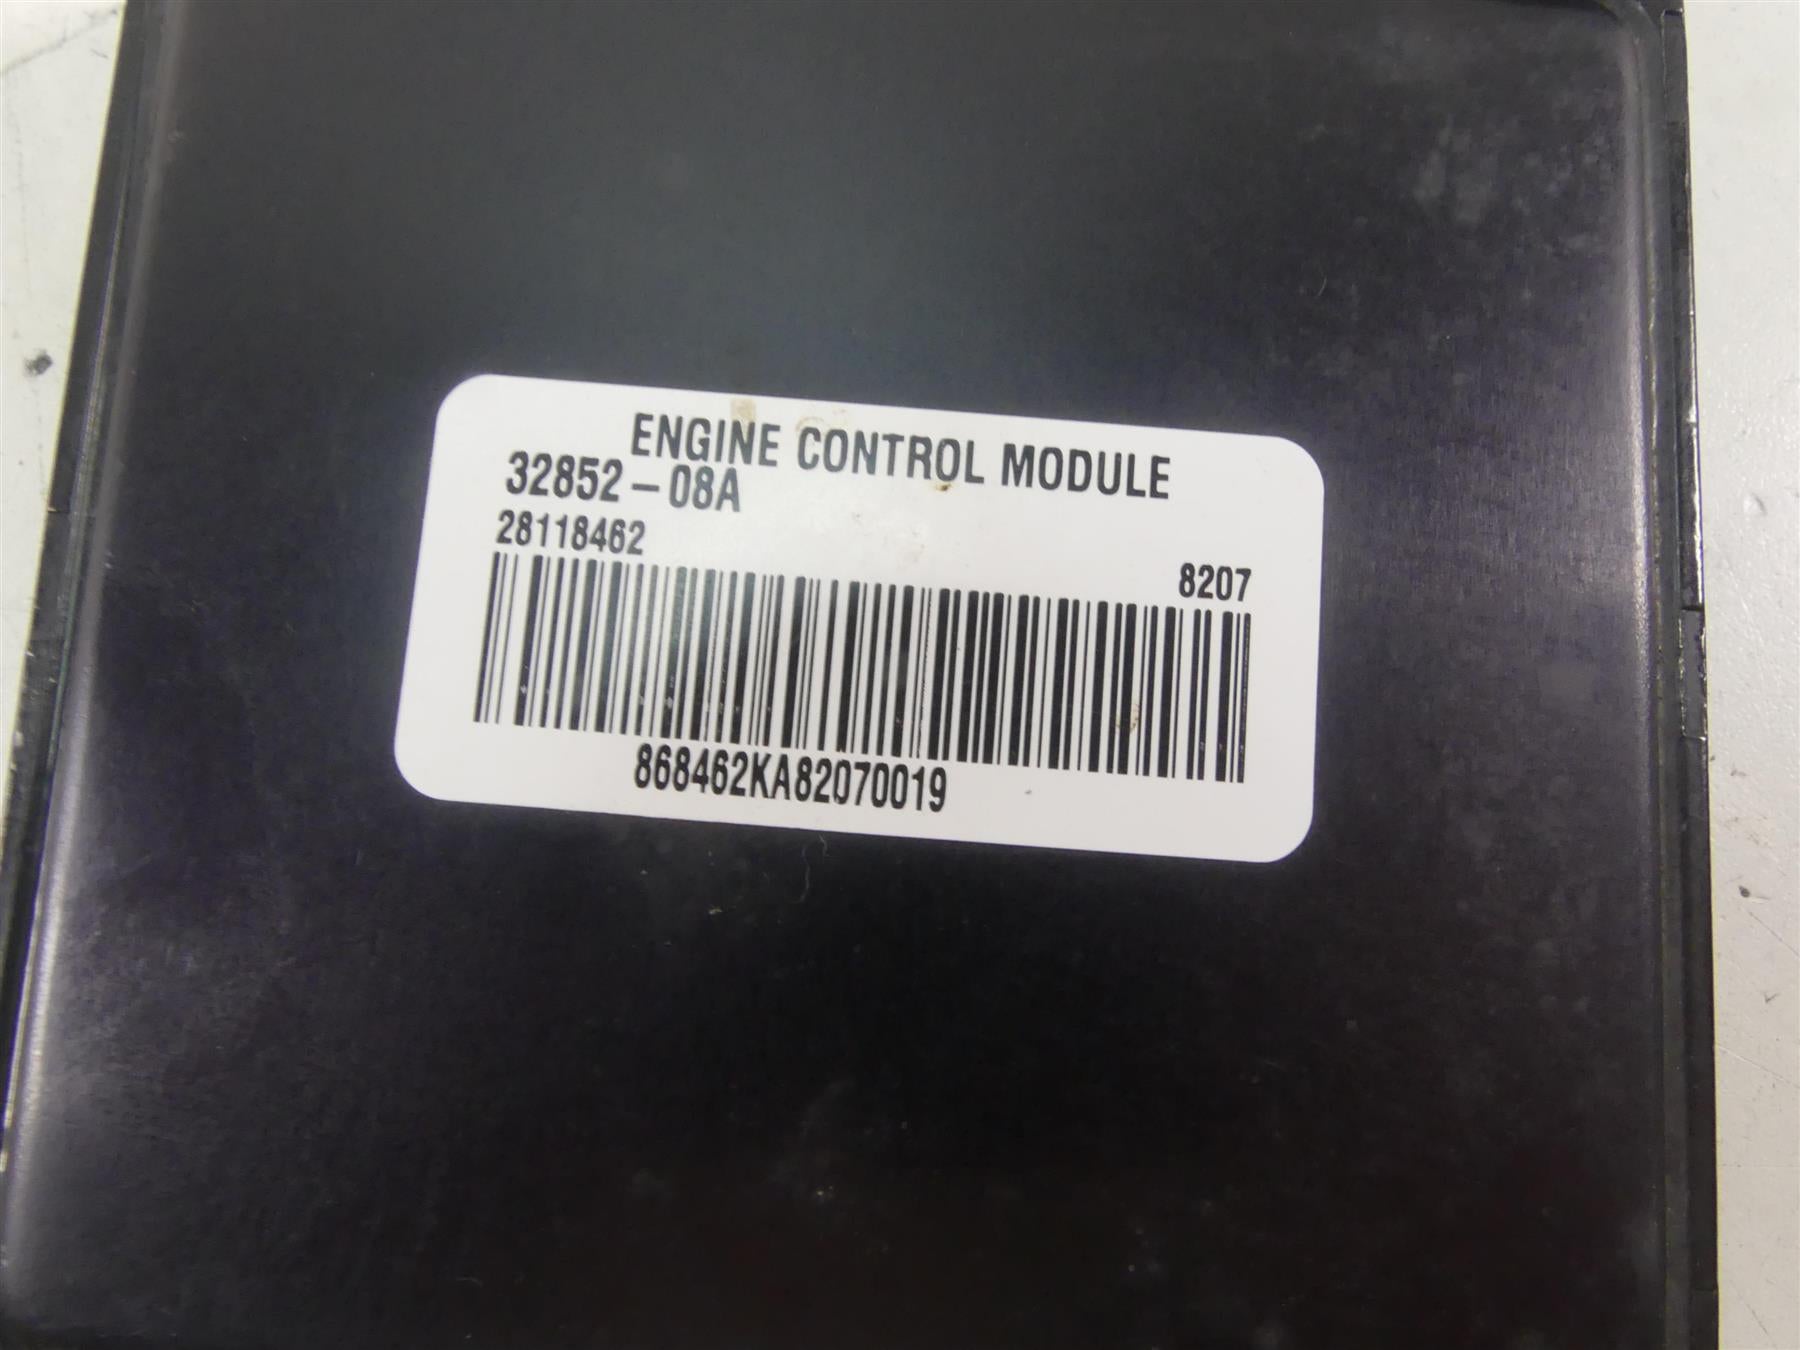 ENGINE CONTROL MODULE
32852-08A
28118462
8207
868462KA82070019